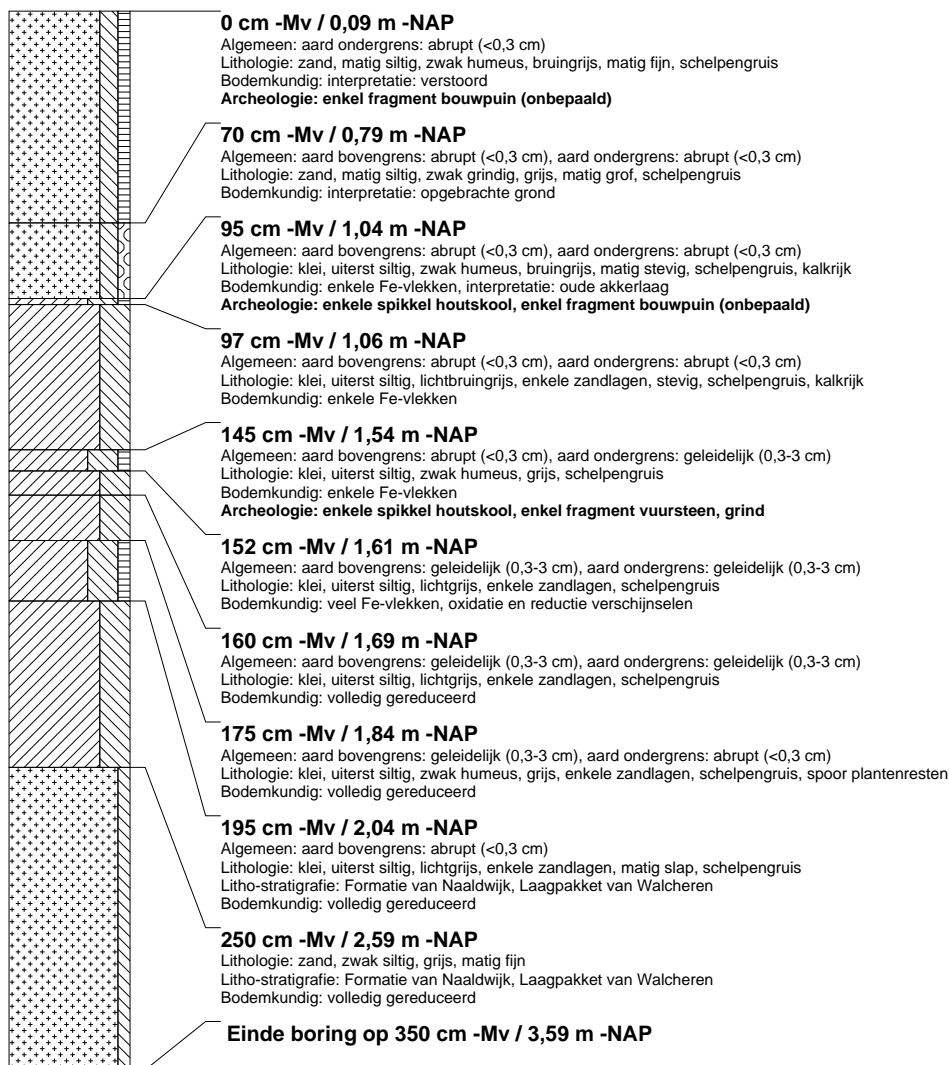 0 cm -Mv / 0,09 m -NAP
Algemeen: aard ondergrens: abrupt (<0,3 cm)
Lithologie: zand, matig siltig, zwak humeus, bruingrijs, matig fijn, schelpengruis
Bodemkundig: interpretatie: verstoord
Archeologie: enkel fragment bouwpuin (onbepaald)
70 cm -Mv / 0,79 m -NAP
Algemeen: aard bovengrens: abrupt (<0,3 cm), aard ondergrens: abrupt (<0,3 cm)
Lithologie: zand, matig siltig, zwak grindig, grijs, matig grof, schelpengruis
Bodemkundig: interpretatie: opgebrachte grond
95 cm -Mv / 1,04 m -NAP
Algemeen: aard bovengrens: abrupt (<0,3 cm), aard ondergrens: abrupt (<0,3 cm)
Lithologie: klei, uiterst siltig, zwak humeus, bruingrijs, matig stevig, schelpengruis, kalkrijk
Bodemkundig: enkele Fe-vlekken, interpretatie: oude akkerlaag
Archeologie: enkele spikkel houtskool, enkel fragment bouwpuin (onbepaald)
97 cm -Mv / 1,06 m -NAP
Algemeen: aard bovengrens: abrupt (<0,3 cm), aard ondergrens: abrupt (<0,3 cm)
Lithologie: klei, uiterst siltig, lichtbruingrijs, enkele zandlagen, stevig, schelpengruis, kalkrijk
Bodemkundig: enkele Fe-vlekken
145 cm -Mv / 1,54 m -NAP
Algemeen: aard bovengrens: abrupt (<0,3 cm), aard ondergrens: geleidelijk (0,3-3 cm)
Lithologie: klei, uiterst siltig, zwak humeus, grijs, schelpengruis
Bodemkundig: enkele Fe-vlekken
Archeologie: enkele spikkel houtskool, enkel fragment vuursteen, grind
152 cm -Mv / 1,61 m -NAP
Algemeen: aard bovengrens: geleidelijk (0,3-3 cm), aard ondergrens: geleidelijk (0,3-3 cm)
Lithologie: klei, uiterst siltig, lichtgrijs, enkele zandlagen, schelpengruis
Bodemkundig: veel Fe-vlekken, oxidatie en reductie verschijnselen
160 cm -Mv / 1,69 m -NAP
Algemeen: aard bovengrens: geleidelijk (0,3-3 cm), aard ondergrens: geleidelijk (0,3-3 cm)
Lithologie: klei, uiterst siltig, lichtgrijs, enkele zandlagen, schelpengruis
Bodemkundig: volledig gereduceerd
175 cm -Mv / 1,84 m -NAP
Algemeen: aard bovengrens: geleidelijk (0,3-3 cm), aard ondergrens: abrupt (<0,3 cm)
Lithologie: klei, uiterst siltig, zwak humeus, grijs, enkele zandlagen, schelpengruis, spoor plantenresten
Bodemkundig: volledig gereduceerd
195 cm -Mv / 2,04 m -NAP
Algemeen: aard bovengrens: abrupt (<0,3 cm)
Lithologie: klei, uiterst siltig, lichtgrijs, enkele zandlagen, matig slap, schelpengruis
Litho-stratigrafie: Formatie van Naaldwijk, Laagpakket van Walcheren
Bodemkundig: volledig gereduceerd
250 cm -Mv / 2,59 m -NAP
Lithologie: zand, zwak siltig, grijs, matig fijn
Litho-stratigrafie: Formatie van Naaldwijk, Laagpakket van Walcheren
Bodemkundig: volledig gereduceerd
Einde boring op 350 cm -Mv / 3,59 m -NAP